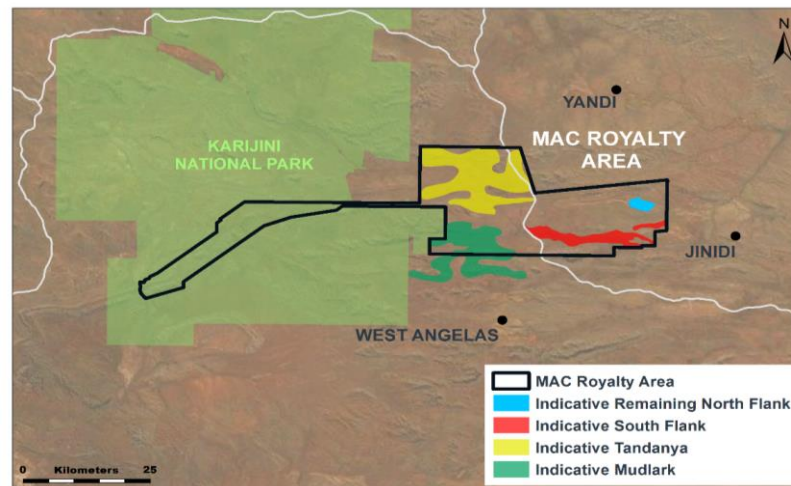 N
YANDI
KARIJINI
NATIONAL PARK
MAC ROYALTY
AREA
JINIDI
WEST ANGELAS
MAC Royalty Area
Indicative Remaining North Flank
Indicative South Flank
Indicative Tandanya
Indicative Mudlark
0 Kilometers 25